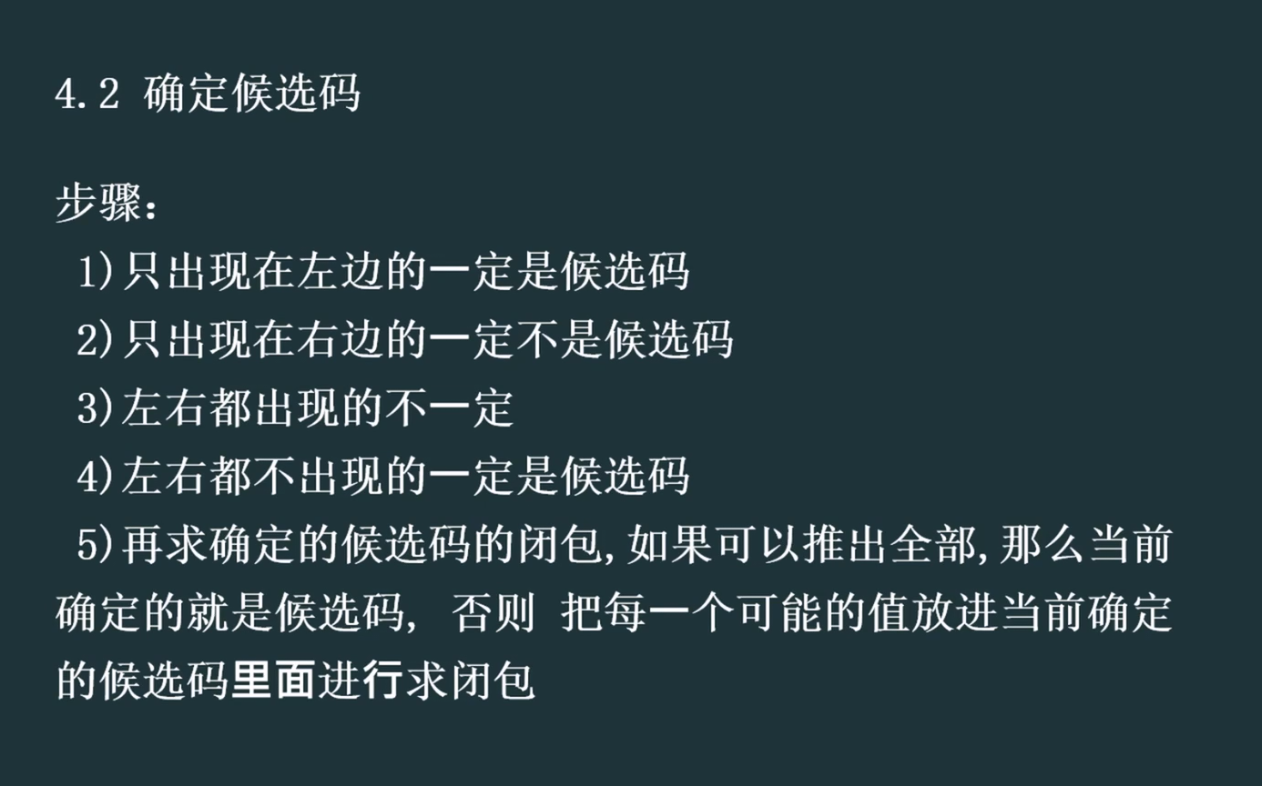 4.2 确定候选码
步骤：
1)只出现在左边的一定是候选码
2)只出现在右边的一定不是候选码
3)左右都出现的不一定
4)左右都不出现的一定是候选码
5)再求确定的候选码的闭包,如果可以推出全部,那么当前
确定的就是候选码, 否则 把每一个可能的值放进当前确定
的候选码里面进行求闭包